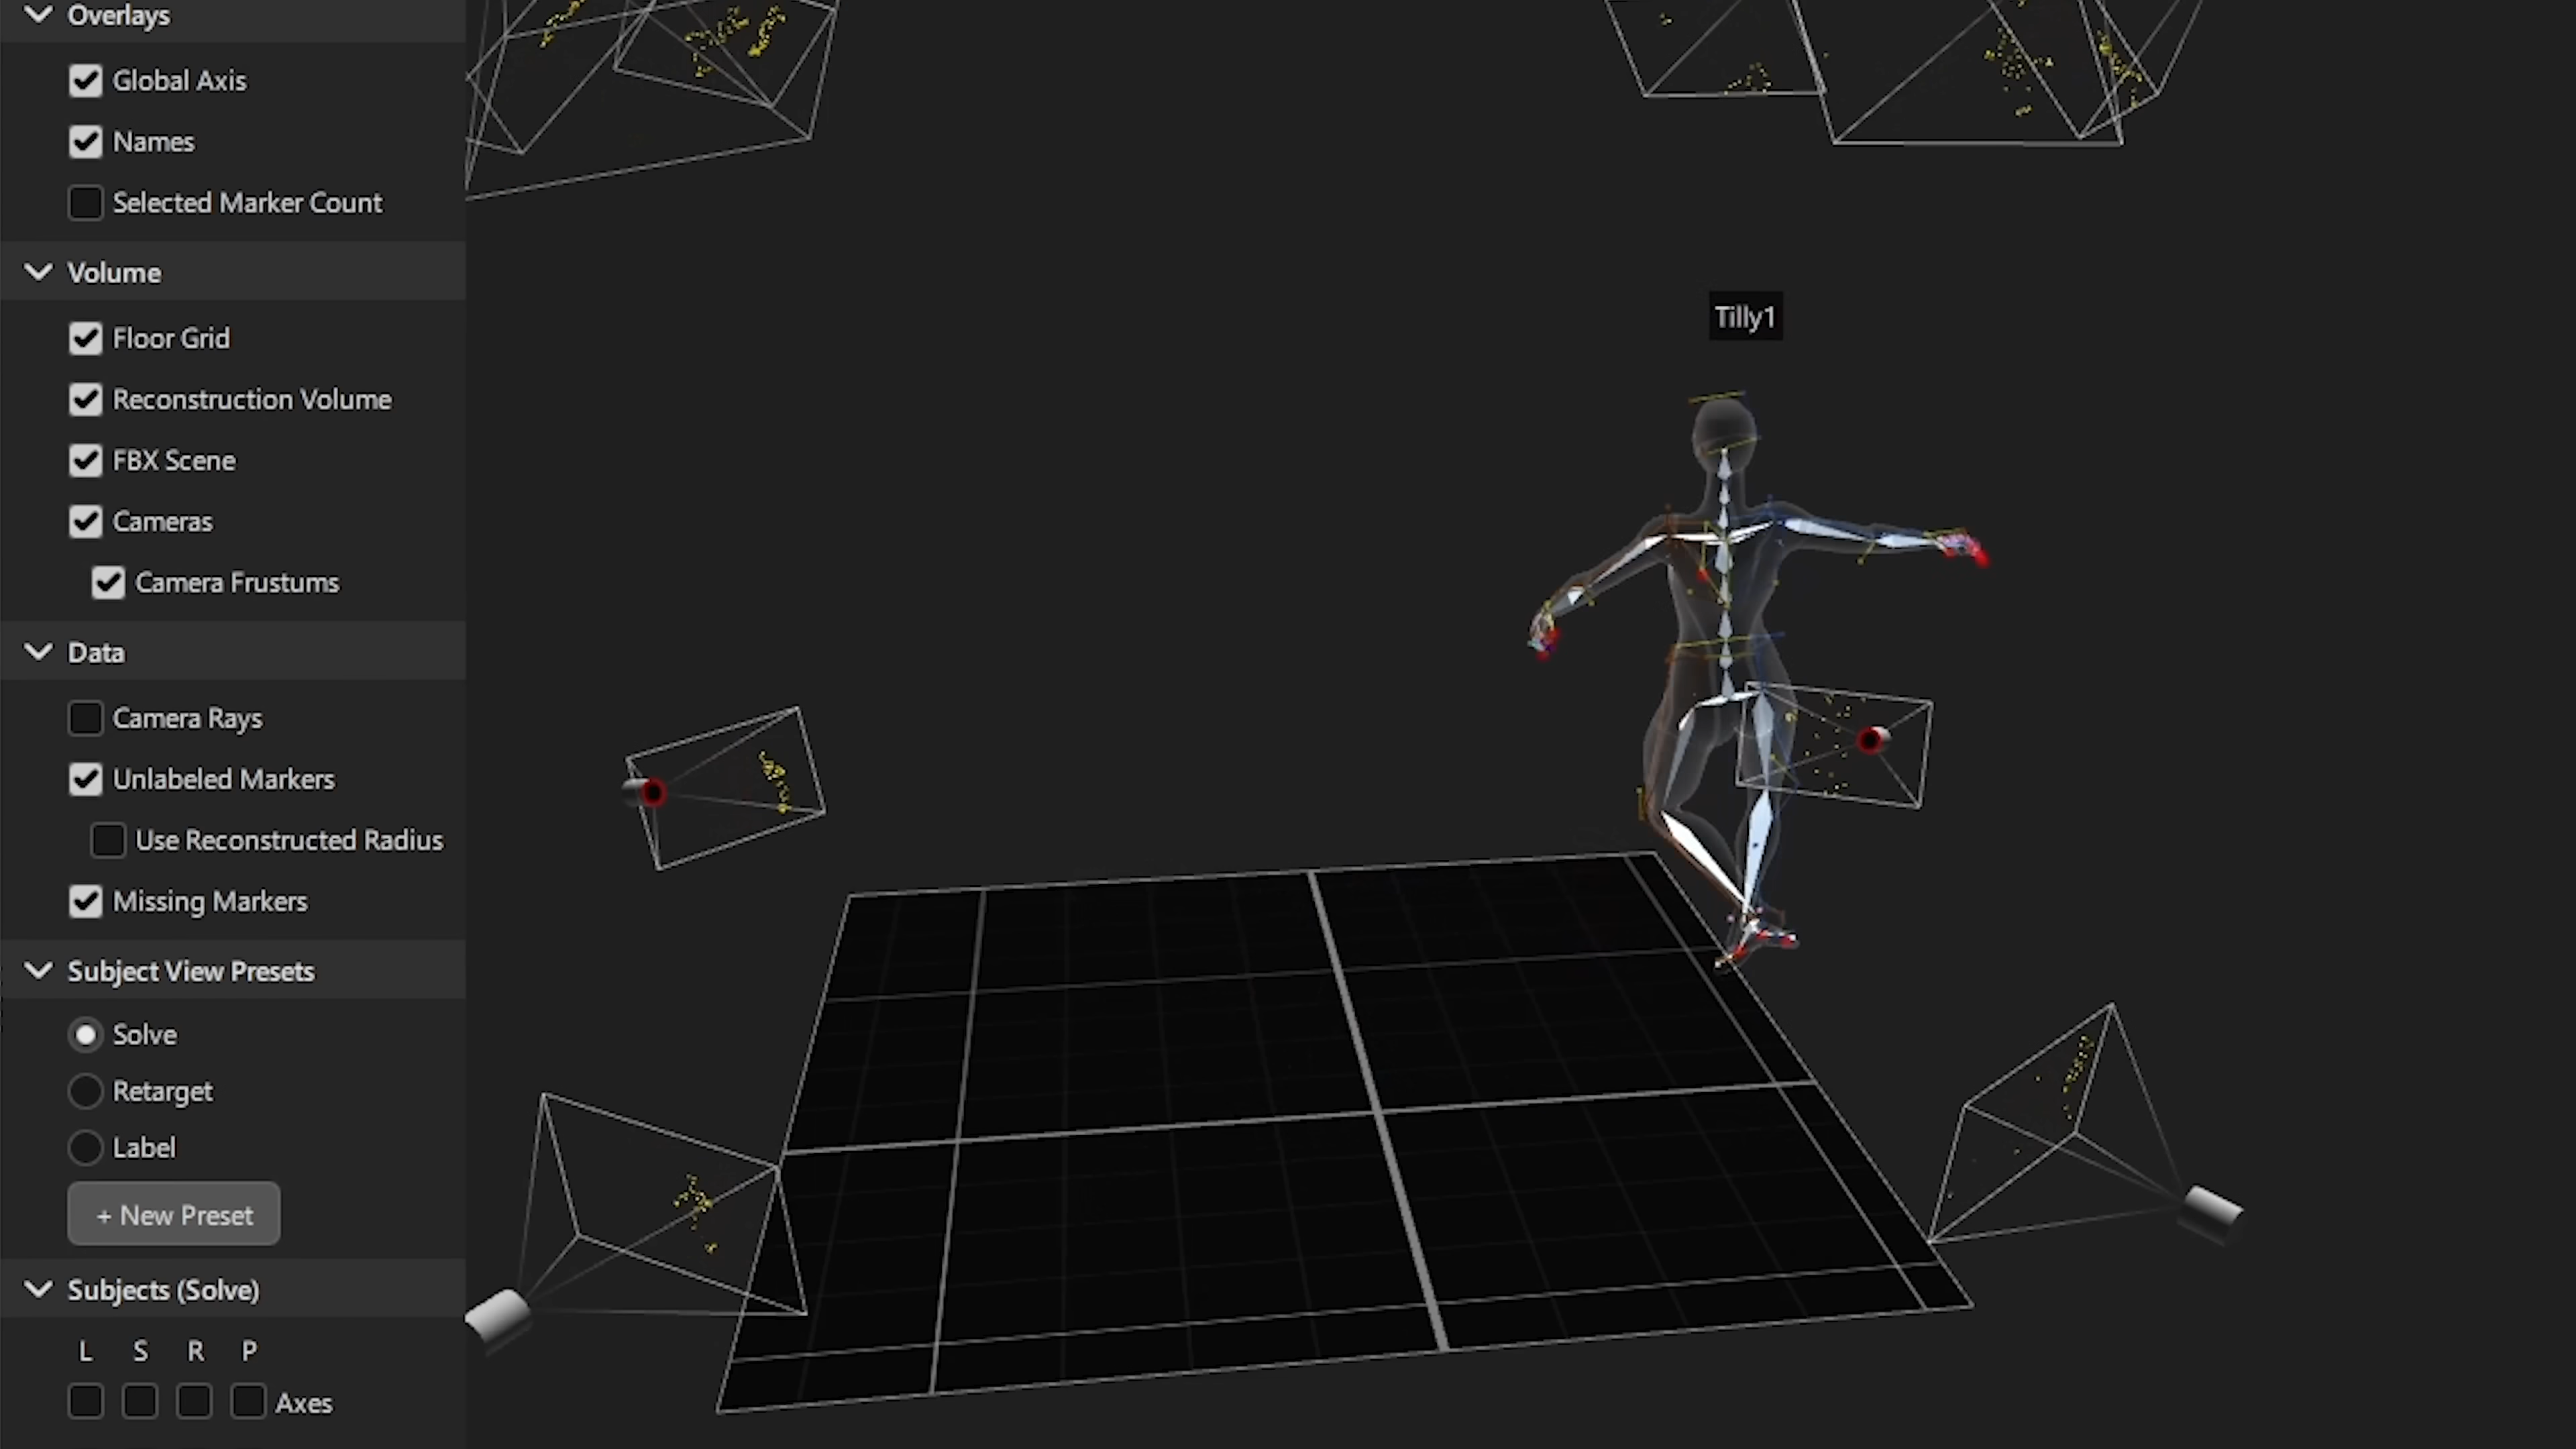 Overlays
Global Axis
Names
Selected Marker Count
Volume
Floor Grid
Reconstruction Volume
FBX Scene
Cameras
Camera Frustums
Data
Camera Rays
Unlabeled Markers
Use Reconstructed Radius
Missing Markers
Subject View Presets
Solve
Retarget
Label
+ New Preset
Subjects (Solve)
L S R P
Axes
Tilly1